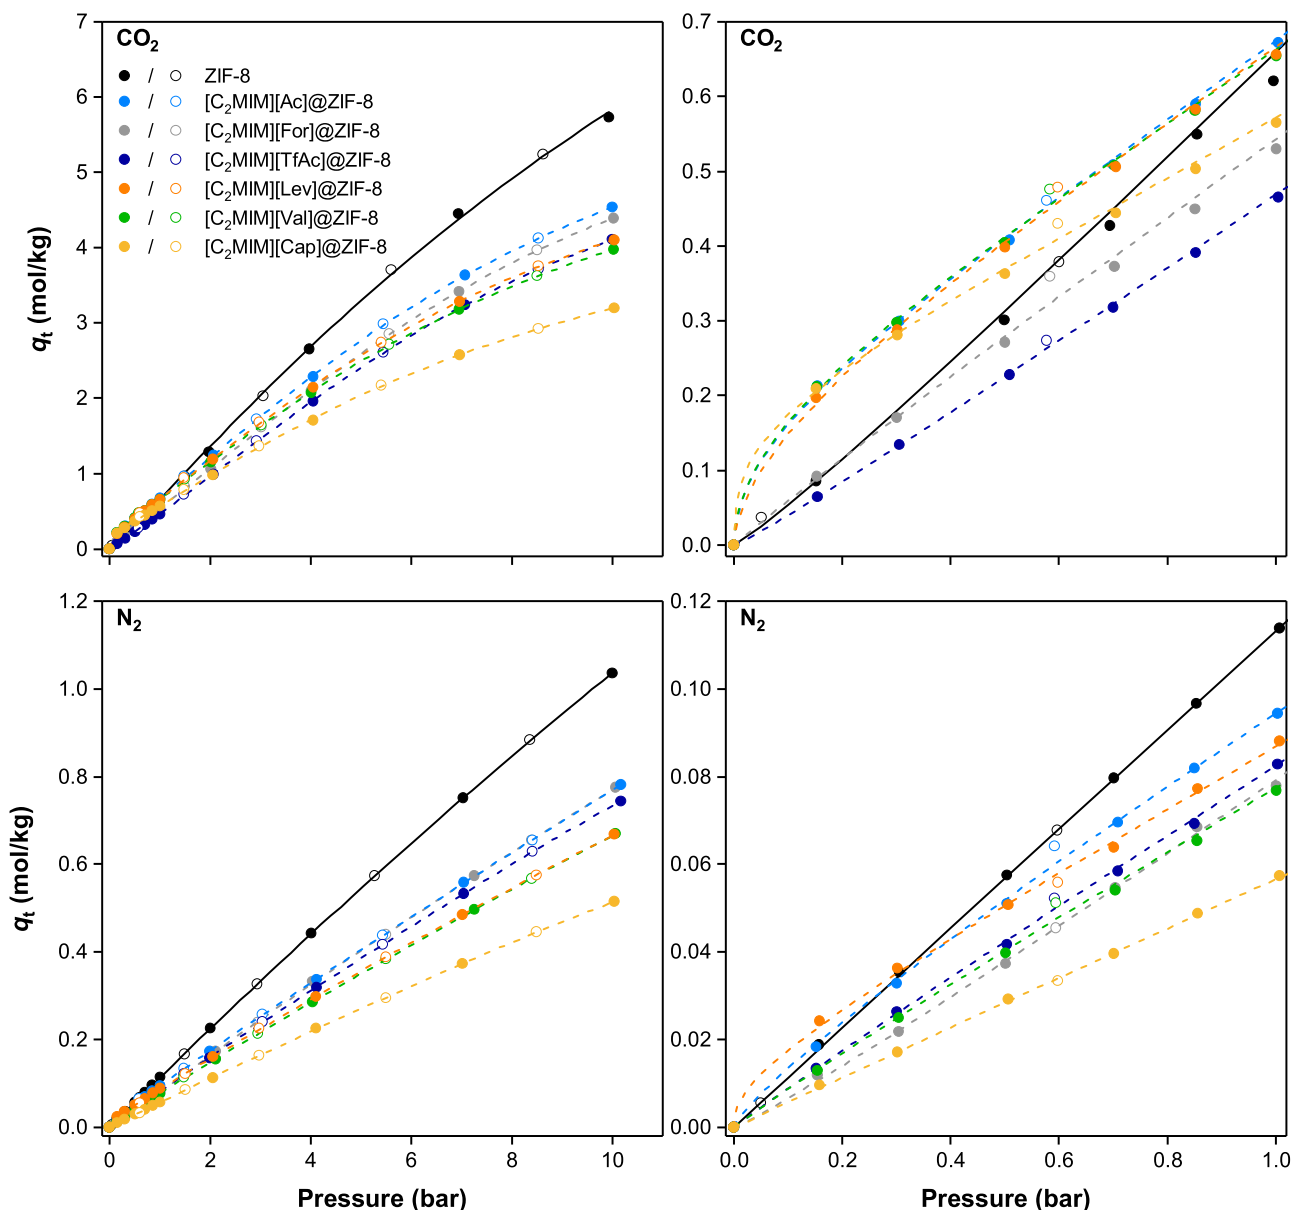 CO₂
● / ○ ZIF-8
● / ○ [C₂MIM][Ac]@ZIF-8
● / ○ [C₂MIM][For]@ZIF-8
● / ○ [C₂MIM][TfAc]@ZIF-8
● / ○ [C₂MIM][Lev]@ZIF-8
● / ○ [C₂MIM][Val]@ZIF-8
● / ○ [C₂MIM][Cap]@ZIF-8
7
6
5
4
3
2
1
0
qt (mol/kg)
CO₂
0.7
0.6
0.5
0.4
0.3
0.2
0.1
0.0
N₂
1.2
1.0
0.8
0.6
0.4
0.2
0.0
qt (mol/kg)
0 2 4 6 8 10
Pressure (bar)
N₂
0.12
0.10
0.08
0.06
0.04
0.02
0.00
0.0 0.2 0.4 0.6 0.8 1.0
Pressure (bar)